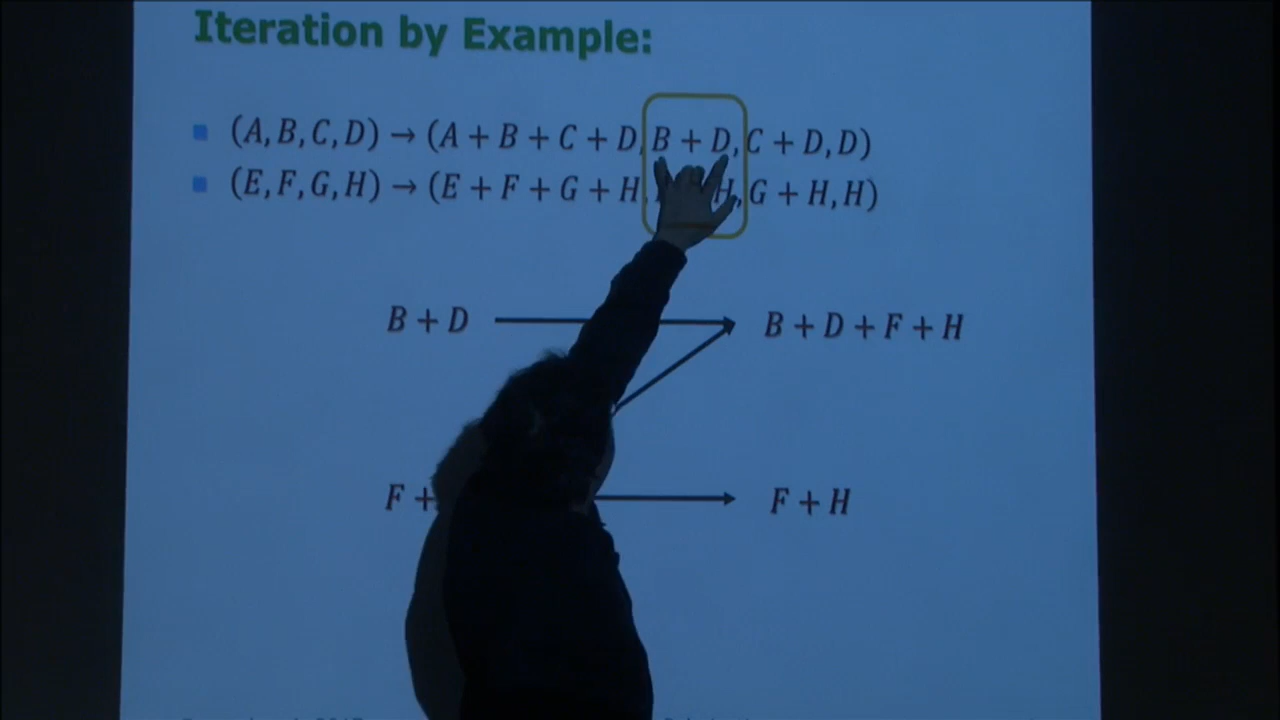 Iteration by Example:
(A, B, C, D) → (A + B + C + D, B + D, C + D, D)
(E, F, G, H) → (E + F + G + H, H, G + H, H)
B + D → B + D + F + H
F + → F + H